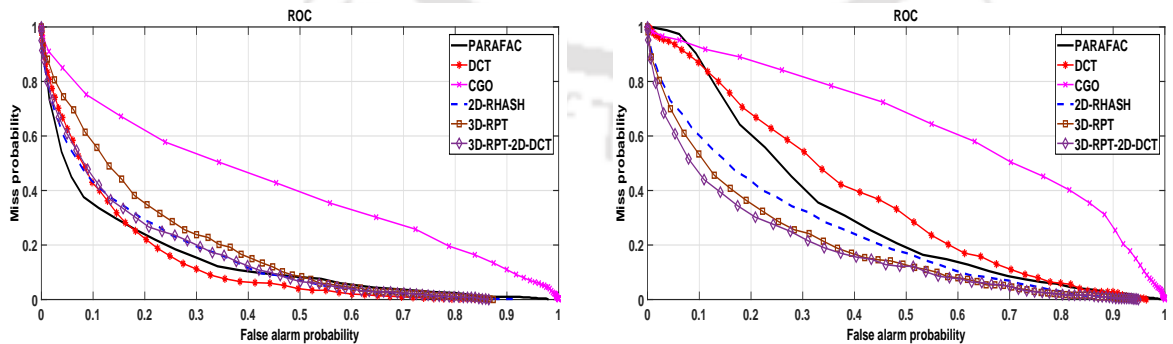 ROC
Miss probability
1
0.8
0.6
0.4
0.2
0
0 0.1 0.2 0.3 0.4 0.5 0.6 0.7 0.8 0.9 1
False alarm probability
PARAFAC
DCT
CGO
2D-RHASH
3D-RPT
3D-RPT-2D-DCT
ROC
Miss probability
1
0.8
0.6
0.4
0.2
0
0 0.1 0.2 0.3 0.4 0.5 0.6 0.7 0.8 0.9 1
False alarm probability
PARAFAC
DCT
CGO
2D-RHASH
3D-RPT
3D-RPT-2D-DCT